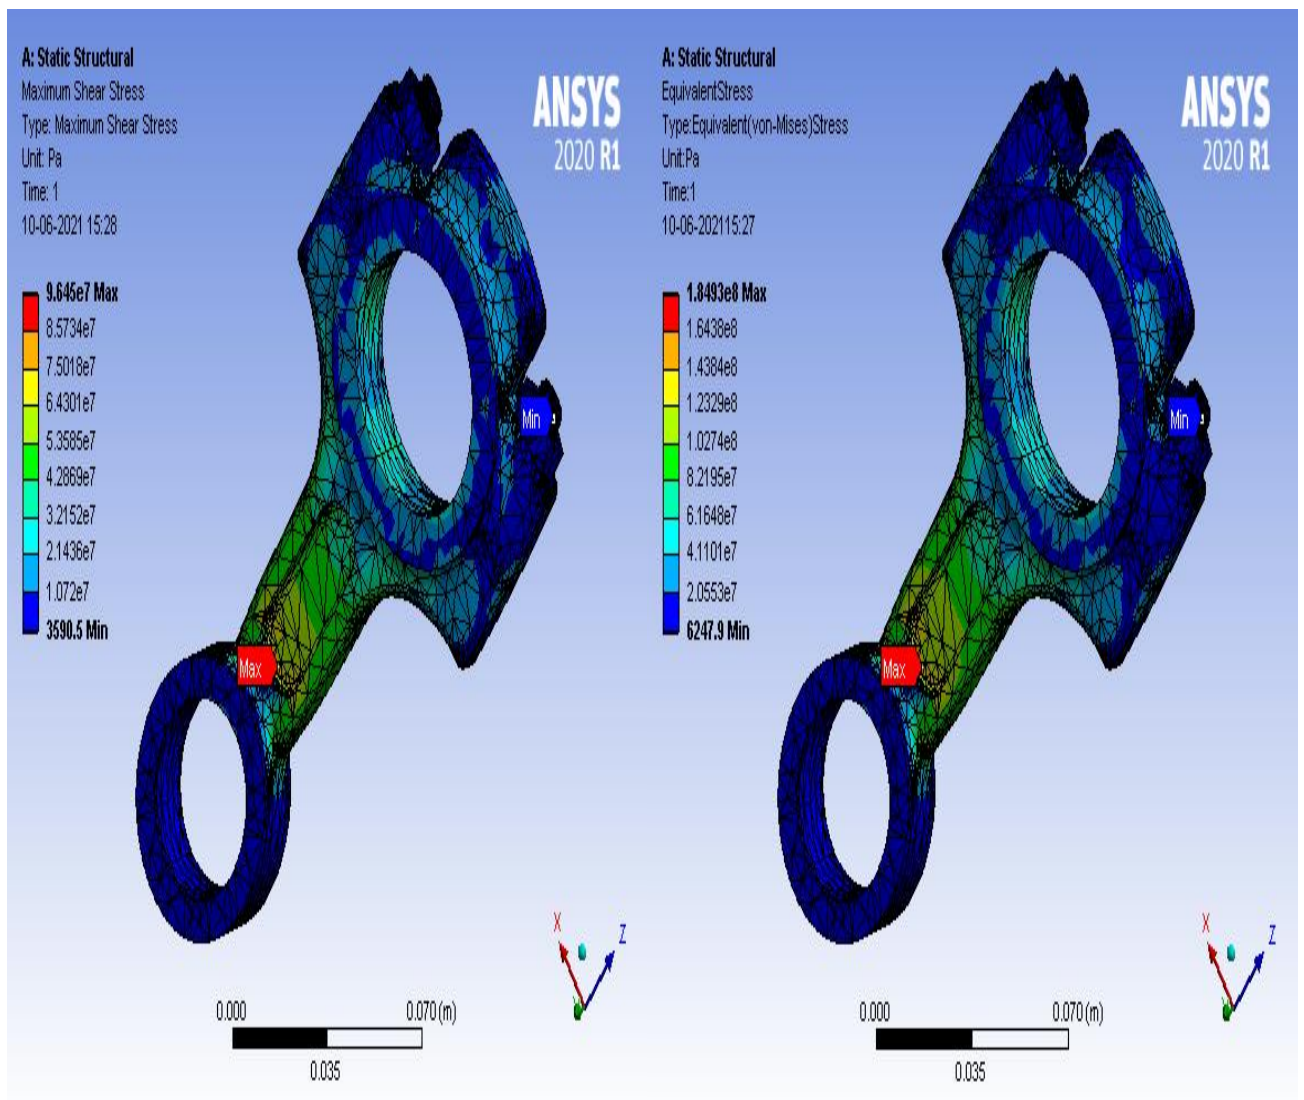 A: Static Structural
Maximum Shear Stress
Type: Maximum Shear Stress
Unit: Pa
Time: 1
10-06-2021 15:28
ANSYS
2020 R1
9.645e7 Max
8.5734e7
7.5018e7
6.4301e7
5.3585e7
4.2869e7
3.2152e7
2.1436e7
1.072e7
3590.5 Min
Min
Max
X
Z
0.000
0.070(m)
0.035
A: Static Structural
EquivalentStress
Type:Equivalent(von-Mises)Stress
Unit:Pa
Time:1
10-06-202115:27
ANSYS
2020 R1
1.8493e8 Max
1.6438e8
1.4384e8
1.2329e8
1.0274e8
8.2195e7
6.1648e7
4.1101e7
2.0553e7
6247.9 Min
Min
Max
X
Z
0.000
0.070(m)
0.035